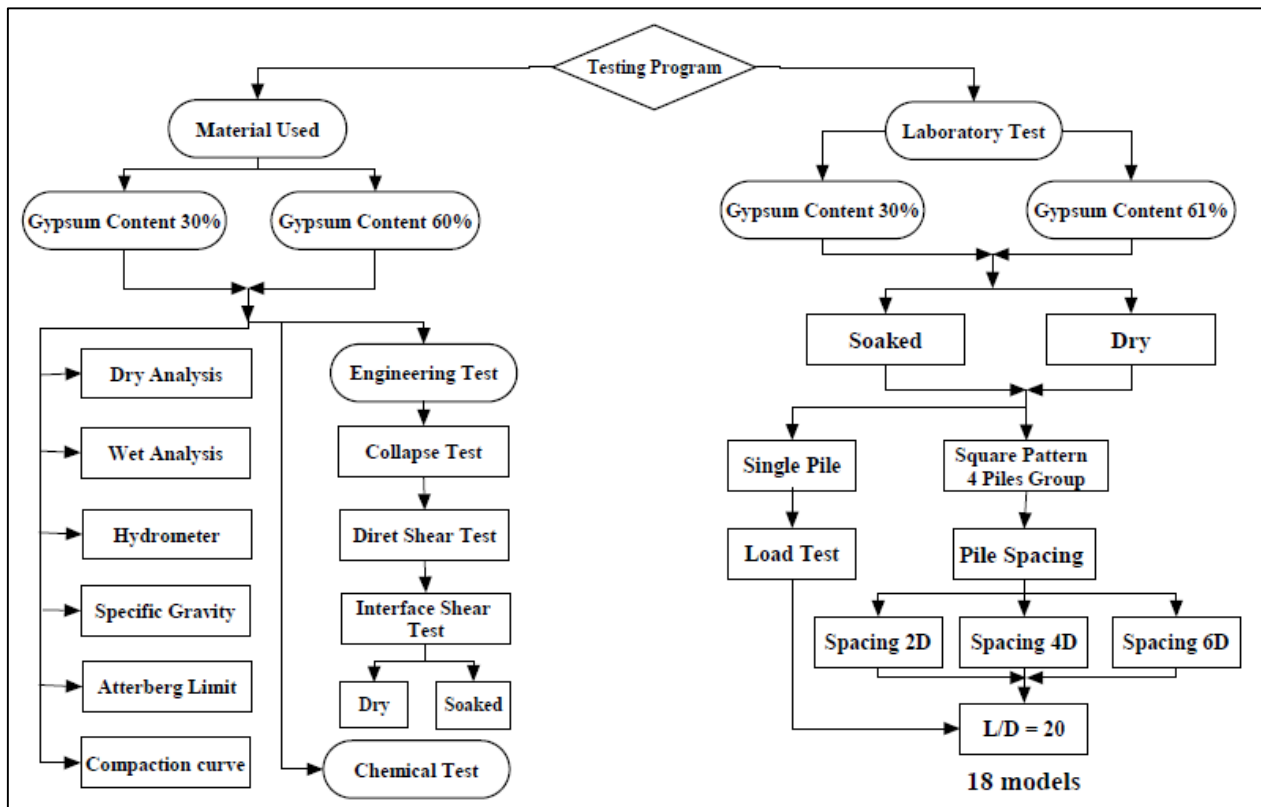 Testing Program
Material Used
Gypsum Content 30%
Gypsum Content 60%
Dry Analysis
Wet Analysis
Hydrometer
Specific Gravity
Atterberg Limit
Compaction curve
Engineering Test
Collapse Test
Diret Shear Test
Interface Shear
Test
Dry
Soaked
Chemical Test
Laboratory Test
Gypsum Content 30%
Gypsum Content 61%
Soaked
Dry
Single Pile
Load Test
Square Pattern
4 Piles Group
Pile Spacing
Spacing 2D
Spacing 4D
Spacing 6D
L/D = 20
18 models